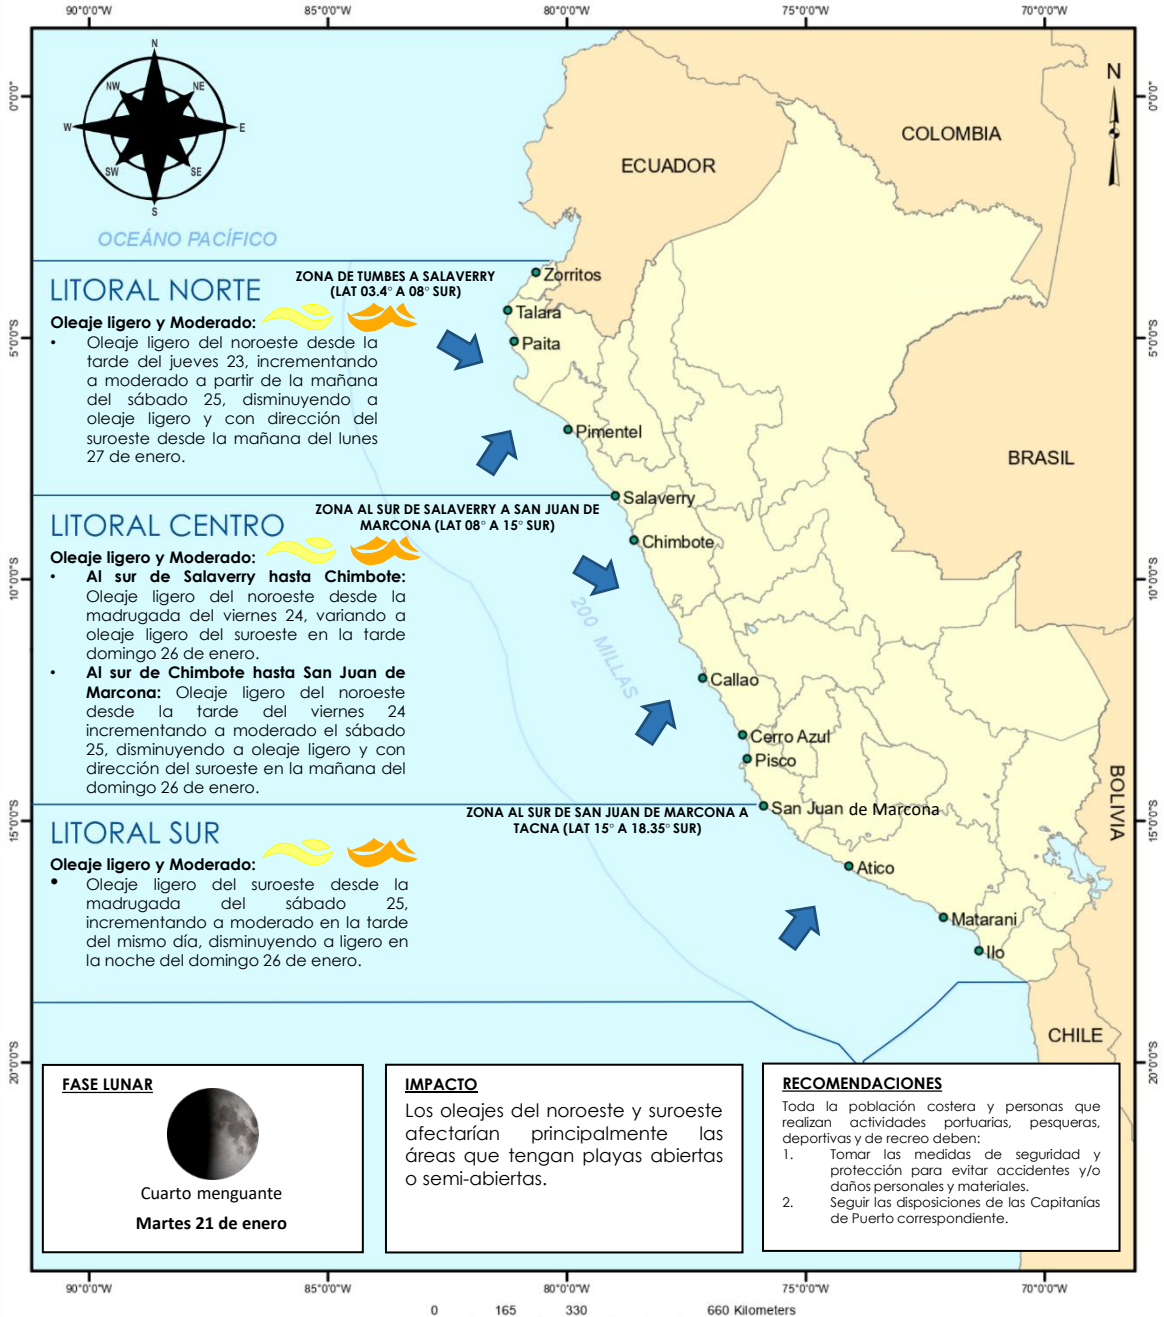 90°0'0"W 85°0'0"W 80°0'0"W 75°0'0"W 70°0'0"W
0°0'0"
5°0'0"S
10°0'0"S
15°0'0"S
20°0'0"S
0°0'0"
5°0'0"S
10°0'0"S
15°0'0"S
20°0'0"S
N
NW
NE
W
E
SW
SE
S
N
COLOMBIA
ECUADOR
BRASIL
BOLIVIA
CHILE
OCEÁNO PACÍFICO
200 MILLAS
Zorritos
Talara
Paita
Pimentel
Salaverry
Chimbote
Callao
Cerro Azul
Pisco
San Juan de Marcona
Atico
Matarani
Ilo
LITORAL NORTE
ZONA DE TUMBES A SALAVERRY
(LAT 03.4° A 08° SUR)
Oleaje ligero y Moderado:
• Oleaje ligero del noroeste desde la
tarde del jueves 23, incrementando
a moderado a partir de la mañana
del sábado 25, disminuyendo a
oleaje ligero y con dirección del
suroeste desde la mañana del lunes
27 de enero.
LITORAL CENTRO
ZONA AL SUR DE SALAVERRY A SAN JUAN DE
MARCONA (LAT 08° A 15° SUR)
Oleaje ligero y Moderado:
• Al sur de Salaverry hasta Chimbote:
Oleaje ligero del noroeste desde la
madrugada del viernes 24, variando a
oleaje ligero del suroeste en la tarde
domingo 26 de enero.
• Al sur de Chimbote hasta San Juan de
Marcona: Oleaje ligero del noroeste
desde la tarde del viernes 24
incrementando a moderado el sábado
25, disminuyendo a oleaje ligero y con
dirección del suroeste en la mañana del
domingo 26 de enero.
LITORAL SUR
ZONA AL SUR DE SAN JUAN DE MARCONA A
TACNA (LAT 15° A 18.35° SUR)
Oleaje ligero y Moderado:
• Oleaje ligero del suroeste desde la
madrugada del sábado 25,
incrementando a moderado en la tarde
del mismo día, disminuyendo a ligero en
la noche del domingo 26 de enero.
FASE LUNAR
Cuarto menguante
Martes 21 de enero
IMPACTO
Los oleajes del noroeste y suroeste
afectarían principalmente las
áreas que tengan playas abiertas
o semi-abiertas.
RECOMENDACIONES
Toda la población costera y personas que
realizan actividades portuarias, pesqueras,
deportivas y de recreo deben:
1. Tomar las medidas de seguridad y
protección para evitar accidentes y/o
daños personales y materiales.
2. Seguir las disposiciones de las Capitanías
de Puerto correspondiente.
90°0'0"W 85°0'0"W 80°0'0"W 75°0'0"W 70°0'0"W
0 165 330 660 Kilometers